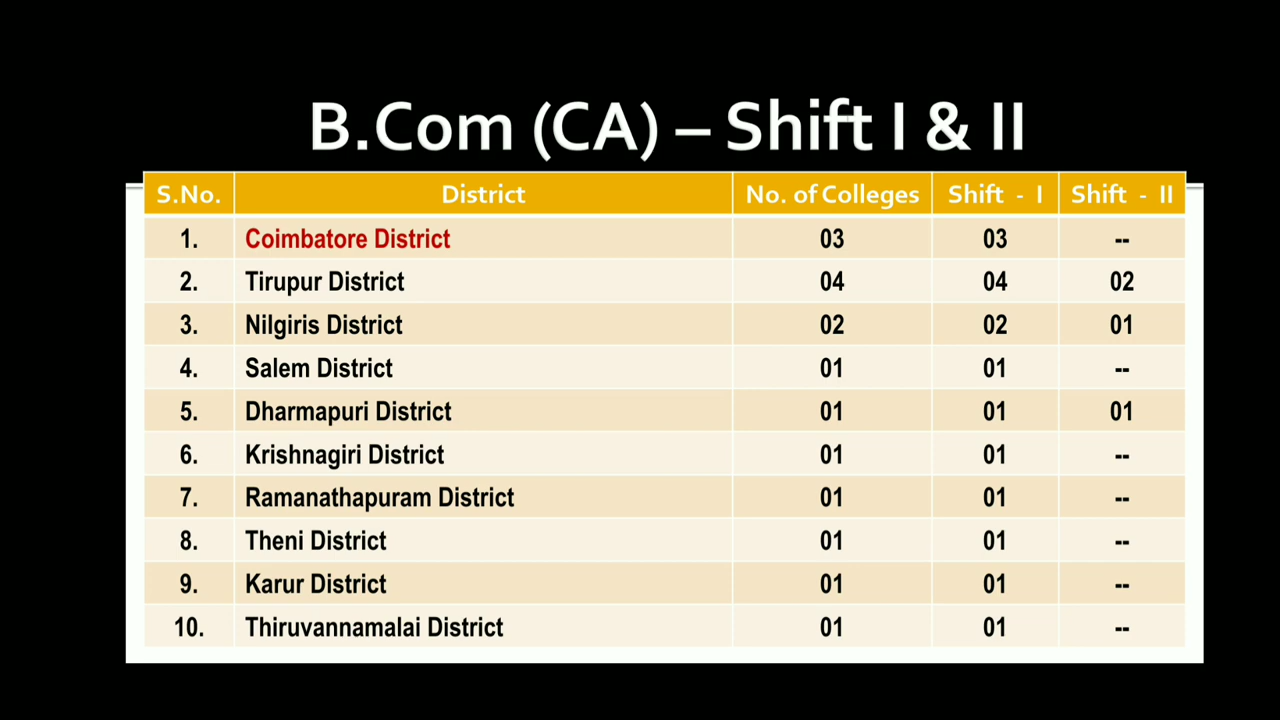 B.Com (CA) – Shift I & II
S.No. District No. of Colleges Shift - I Shift - II
1. Coimbatore District 03 03 --
2. Tirupur District 04 04 02
3. Nilgiris District 02 02 01
4. Salem District 01 01 --
5. Dharmapuri District 01 01 01
6. Krishnagiri District 01 01 --
7. Ramanathapuram District 01 01 --
8. Theni District 01 01 --
9. Karur District 01 01 --
10. Thiruvannamalai District 01 01 --